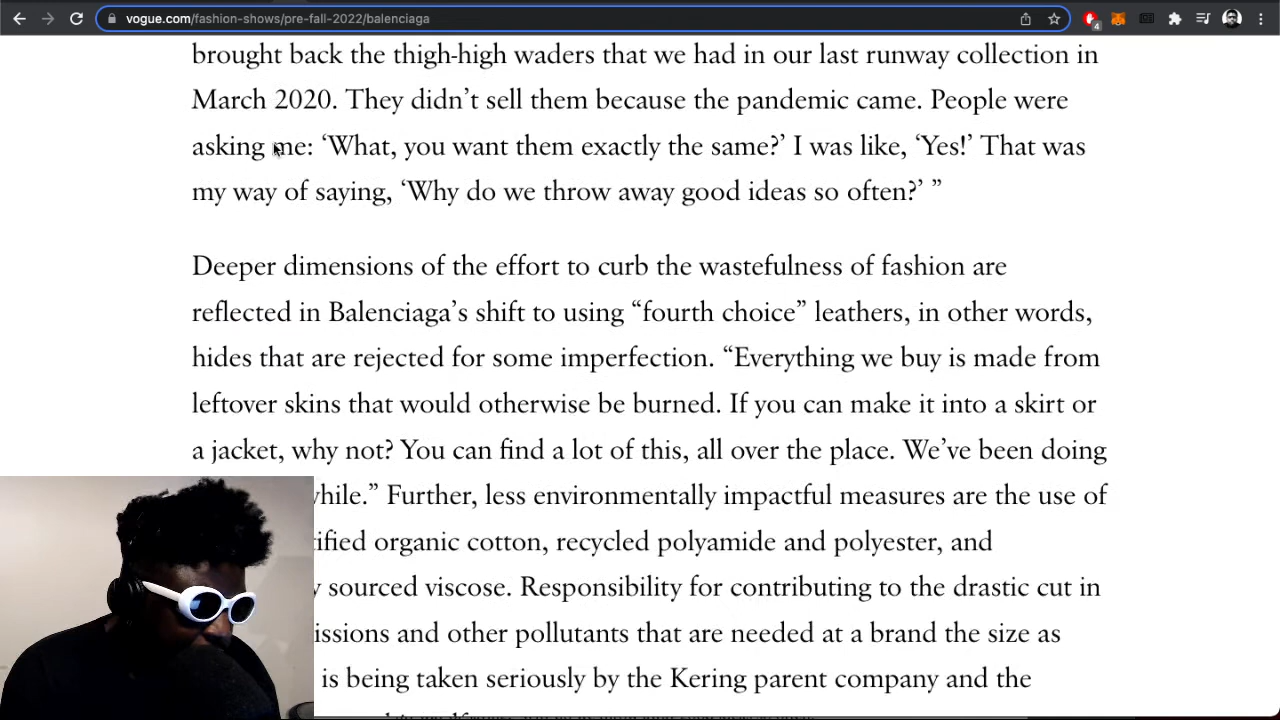 vogue.com/fashion-shows/pre-fall-2022/balenciaga
4
brought back the thigh-high waders that we had in our last runway collection in
March 2020. They didn’t sell them because the pandemic came. People were
asking me: ‘What, you want them exactly the same?’ I was like, ‘Yes!’ That was
my way of saying, ‘Why do we throw away good ideas so often?’ ”
Deeper dimensions of the effort to curb the wastefulness of fashion are
reflected in Balenciaga’s shift to using “fourth choice” leathers, in other words,
hides that are rejected for some imperfection. “Everything we buy is made from
leftover skins that would otherwise be burned. If you can make it into a skirt or
a jacket, why not? You can find a lot of this, all over the place. We’ve been doing
while.” Further, less environmentally impactful measures are the use of
tified organic cotton, recycled polyamide and polyester, and
y sourced viscose. Responsibility for contributing to the drastic cut in
issions and other pollutants that are needed at a brand the size as
is being taken seriously by the Kering parent company and the